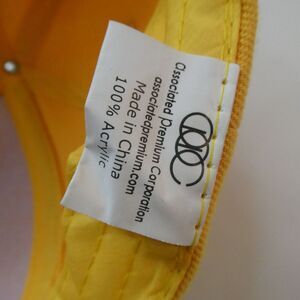 Associated Premium Corporation
associatedpremium.com
Made in China
100% Acrylic